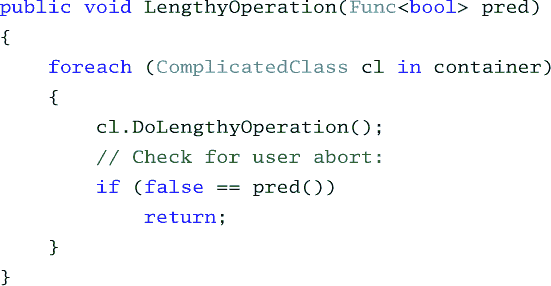 public void LengthyOperation(Func<bool> pred)
{
    foreach (ComplicatedClass cl in container)
    {
        cl.DoLengthyOperation();
        // Check for user abort:
        if (false == pred())
            return;
    }
}